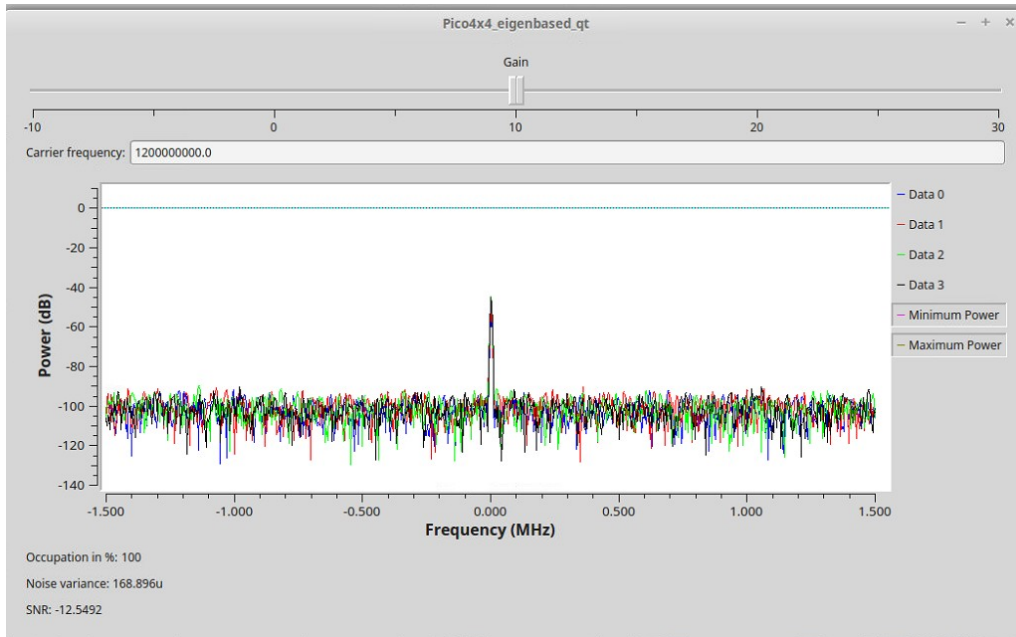 Pico4x4_eigenbased_qt
Gain
-10 0 10 20 30
Carrier frequency: 1200000000.0
Data 0
Data 1
Data 2
Data 3
Minimum Power
Maximum Power
Power (dB)
0
-20
-40
-60
-80
-100
-120
-140
-1.500 -1.000 -0.500 0.000 0.500 1.000 1.500
Frequency (MHz)
Occupation in %: 100
Noise variance: 168.896u
SNR: -12.5492